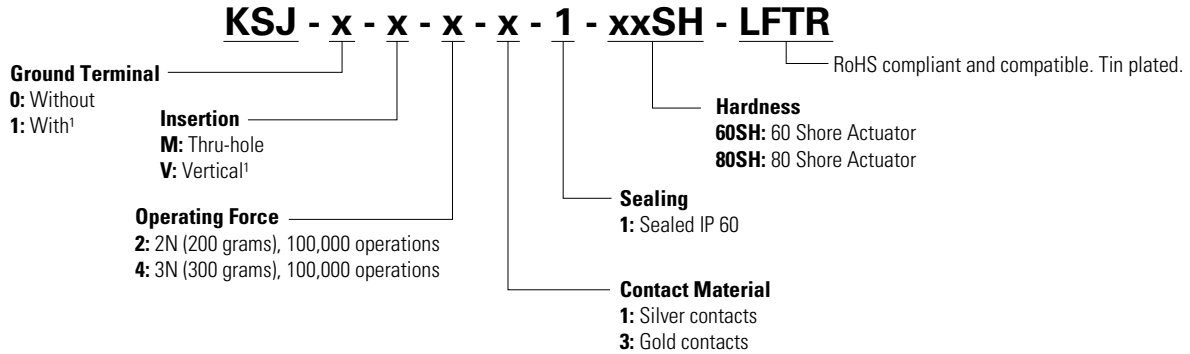 KSJ - x - x - x - x - 1 - xxSH - LFTR
RoHS compliant and compatible. Tin plated.
Ground Terminal
0: Without
1: With¹
Insertion
M: Thru-hole
V: Vertical¹
Operating Force
2: 2N (200 grams), 100,000 operations
4: 3N (300 grams), 100,000 operations
Hardness
60SH: 60 Shore Actuator
80SH: 80 Shore Actuator
Sealing
1: Sealed IP 60
Contact Material
1: Silver contacts
3: Gold contacts